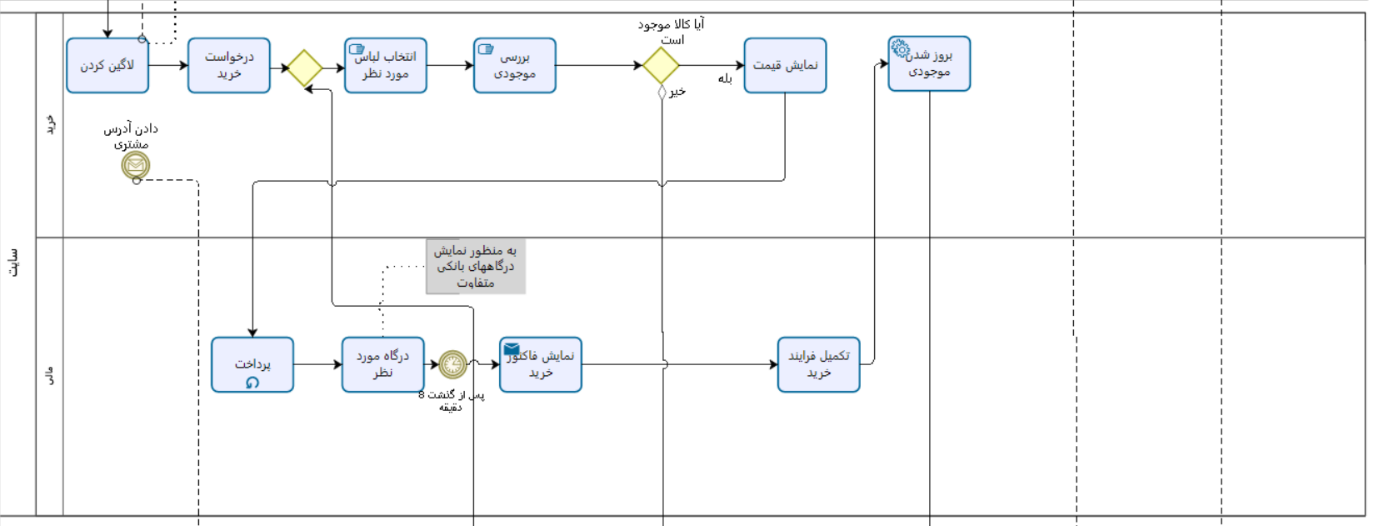 سایت
خرید
لاگین کردن
درخواست
خرید
انتخاب لباس
مورد نظر
بررسی
موجودی
آیا کالا موجود
است
بله
خیر
نمایش قیمت
بروز شدن
موجودی
دادن آدرس
مشتری
مالی
به منظور نمایش
درگاههای بانکی
متفاوت
پرداخت
درگاه مورد
نظر
پس از گذشت 8
دقیقه
نمایش فاکتور
خرید
تکمیل فرایند
خرید